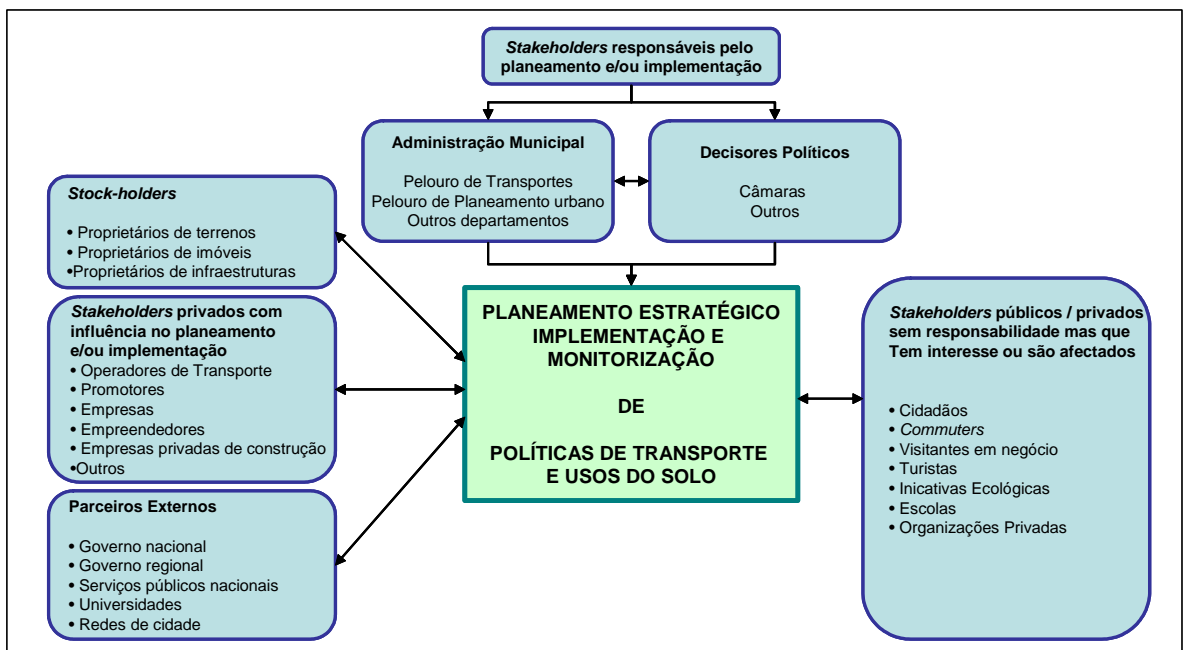 Stakeholders responsáveis pelo
planeamento e/ou implementação
Administração Municipal
Pelouro de Transportes
Pelouro de Planeamento urbano
Outros departamentos
Decisores Políticos
Câmaras
Outros
Stock-holders
• Proprietários de terrenos
• Proprietários de imóveis
•Proprietários de infraestruturas
Stakeholders privados com
influência no planeamento
e/ou implementação
• Operadores de Transporte
• Promotores
• Empresas
• Empreendedores
• Empresas privadas de construção
•Outros
Parceiros Externos
• Governo nacional
• Governo regional
• Serviços públicos nacionais
• Universidades
• Redes de cidade
PLANEAMENTO ESTRATÉGICO
IMPLEMENTAÇÃO E
MONITORIZAÇÃO
DE
POLÍTICAS DE TRANSPORTE
E USOS DO SOLO
Stakeholders públicos / privados
sem responsabilidade mas que
Tem interesse ou são afectados
• Cidadãos
• Commuters
• Visitantes em negócio
• Turistas
• Inicativas Ecológicas
• Escolas
• Organizações Privadas